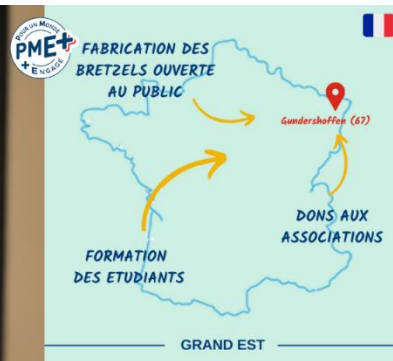 POUR UN MONDE
PME+
+ ENGAGÉ
FABRICATION DES
BRETZELS OUVERTE
AU PUBLIC
Gundershoffen (67)
DONS AUX
ASSOCIATIONS
FORMATION
DES ETUDIANTS
GRAND EST